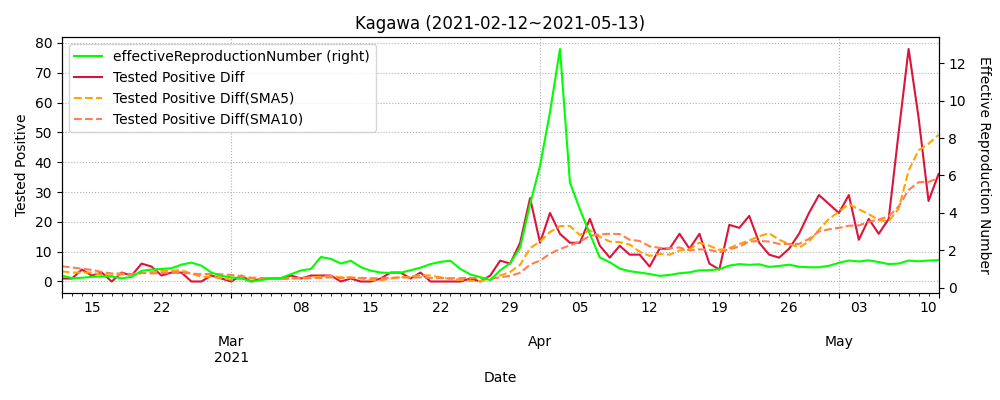 Kagawa (2021-02-12~2021-05-13)
effectiveReproductionNumber (right)
Tested Positive Diff
Tested Positive Diff(SMA5)
Tested Positive Diff(SMA10)
80
70
60
50
40
30
20
10
0
Tested Positive
12
10
8
6
4
2
0
Effective Reproduction Number
15 22 08 15 22 29 05 12 19 26 03 10
Mar Apr May
2021
Date